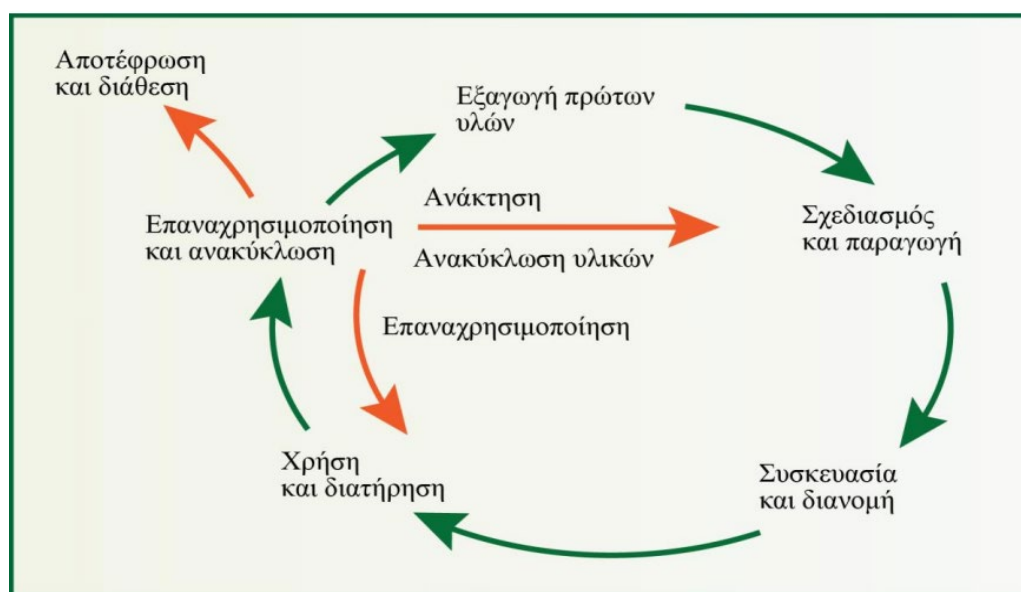 Αποτέφρωση
και διάθεση
Εξαγωγή πρώτων
υλών
Ανάκτηση
Επαναχρησιμοποίηση
και ανακύκλωση
Ανακύκλωση υλικών
Σχεδιασμός
και παραγωγή
Επαναχρησιμοποίηση
Χρήση
και διατήρηση
Συσκευασία
και διανομή